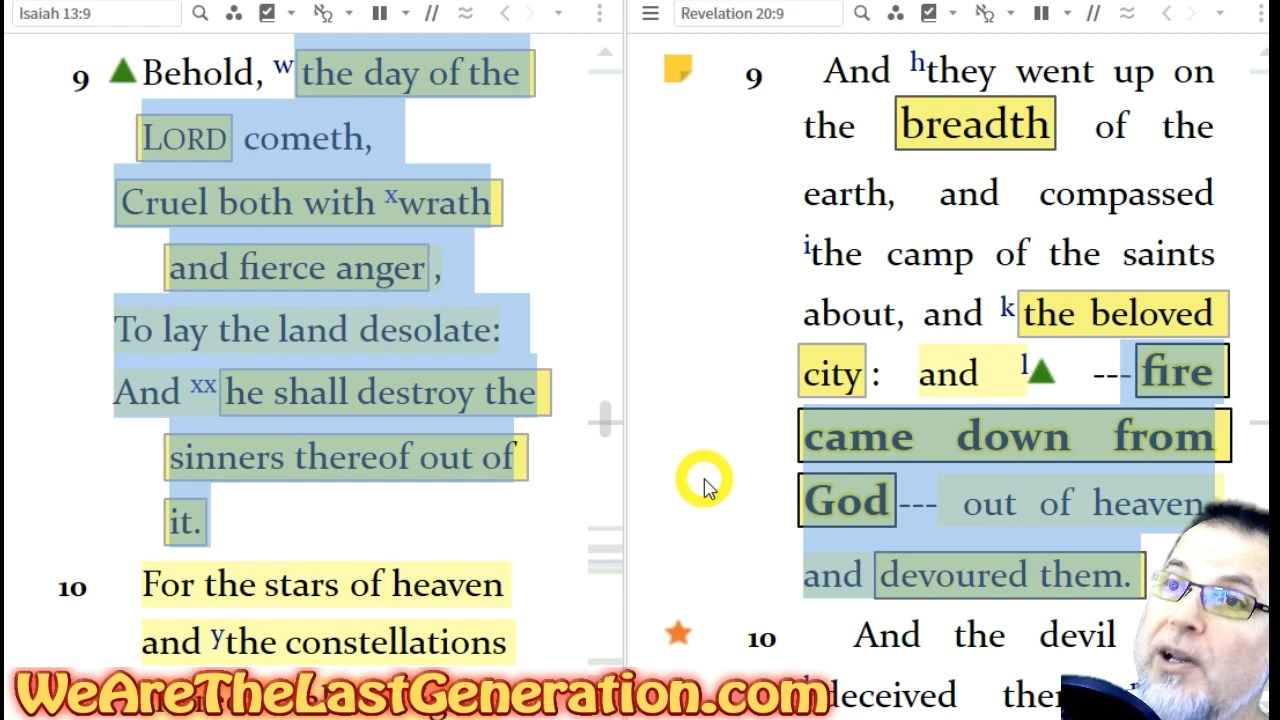 Isaiah 13:9
9 Behold, w the day of the
LORD cometh,
Cruel both with x wrath
and fierce anger ,
To lay the land desolate:
And xx he shall destroy the
sinners thereof out of
it.
10 For the stars of heaven
and y the constellations
Revelation 20:9
9 And h they went up on
the breadth of the
earth, and compassed
i the camp of the saints
about, and k the beloved
city : and l --- fire
came down from
God --- out of heaven,
and devoured them.
10 And the devil
deceived
WeAreTheLastGeneration.com